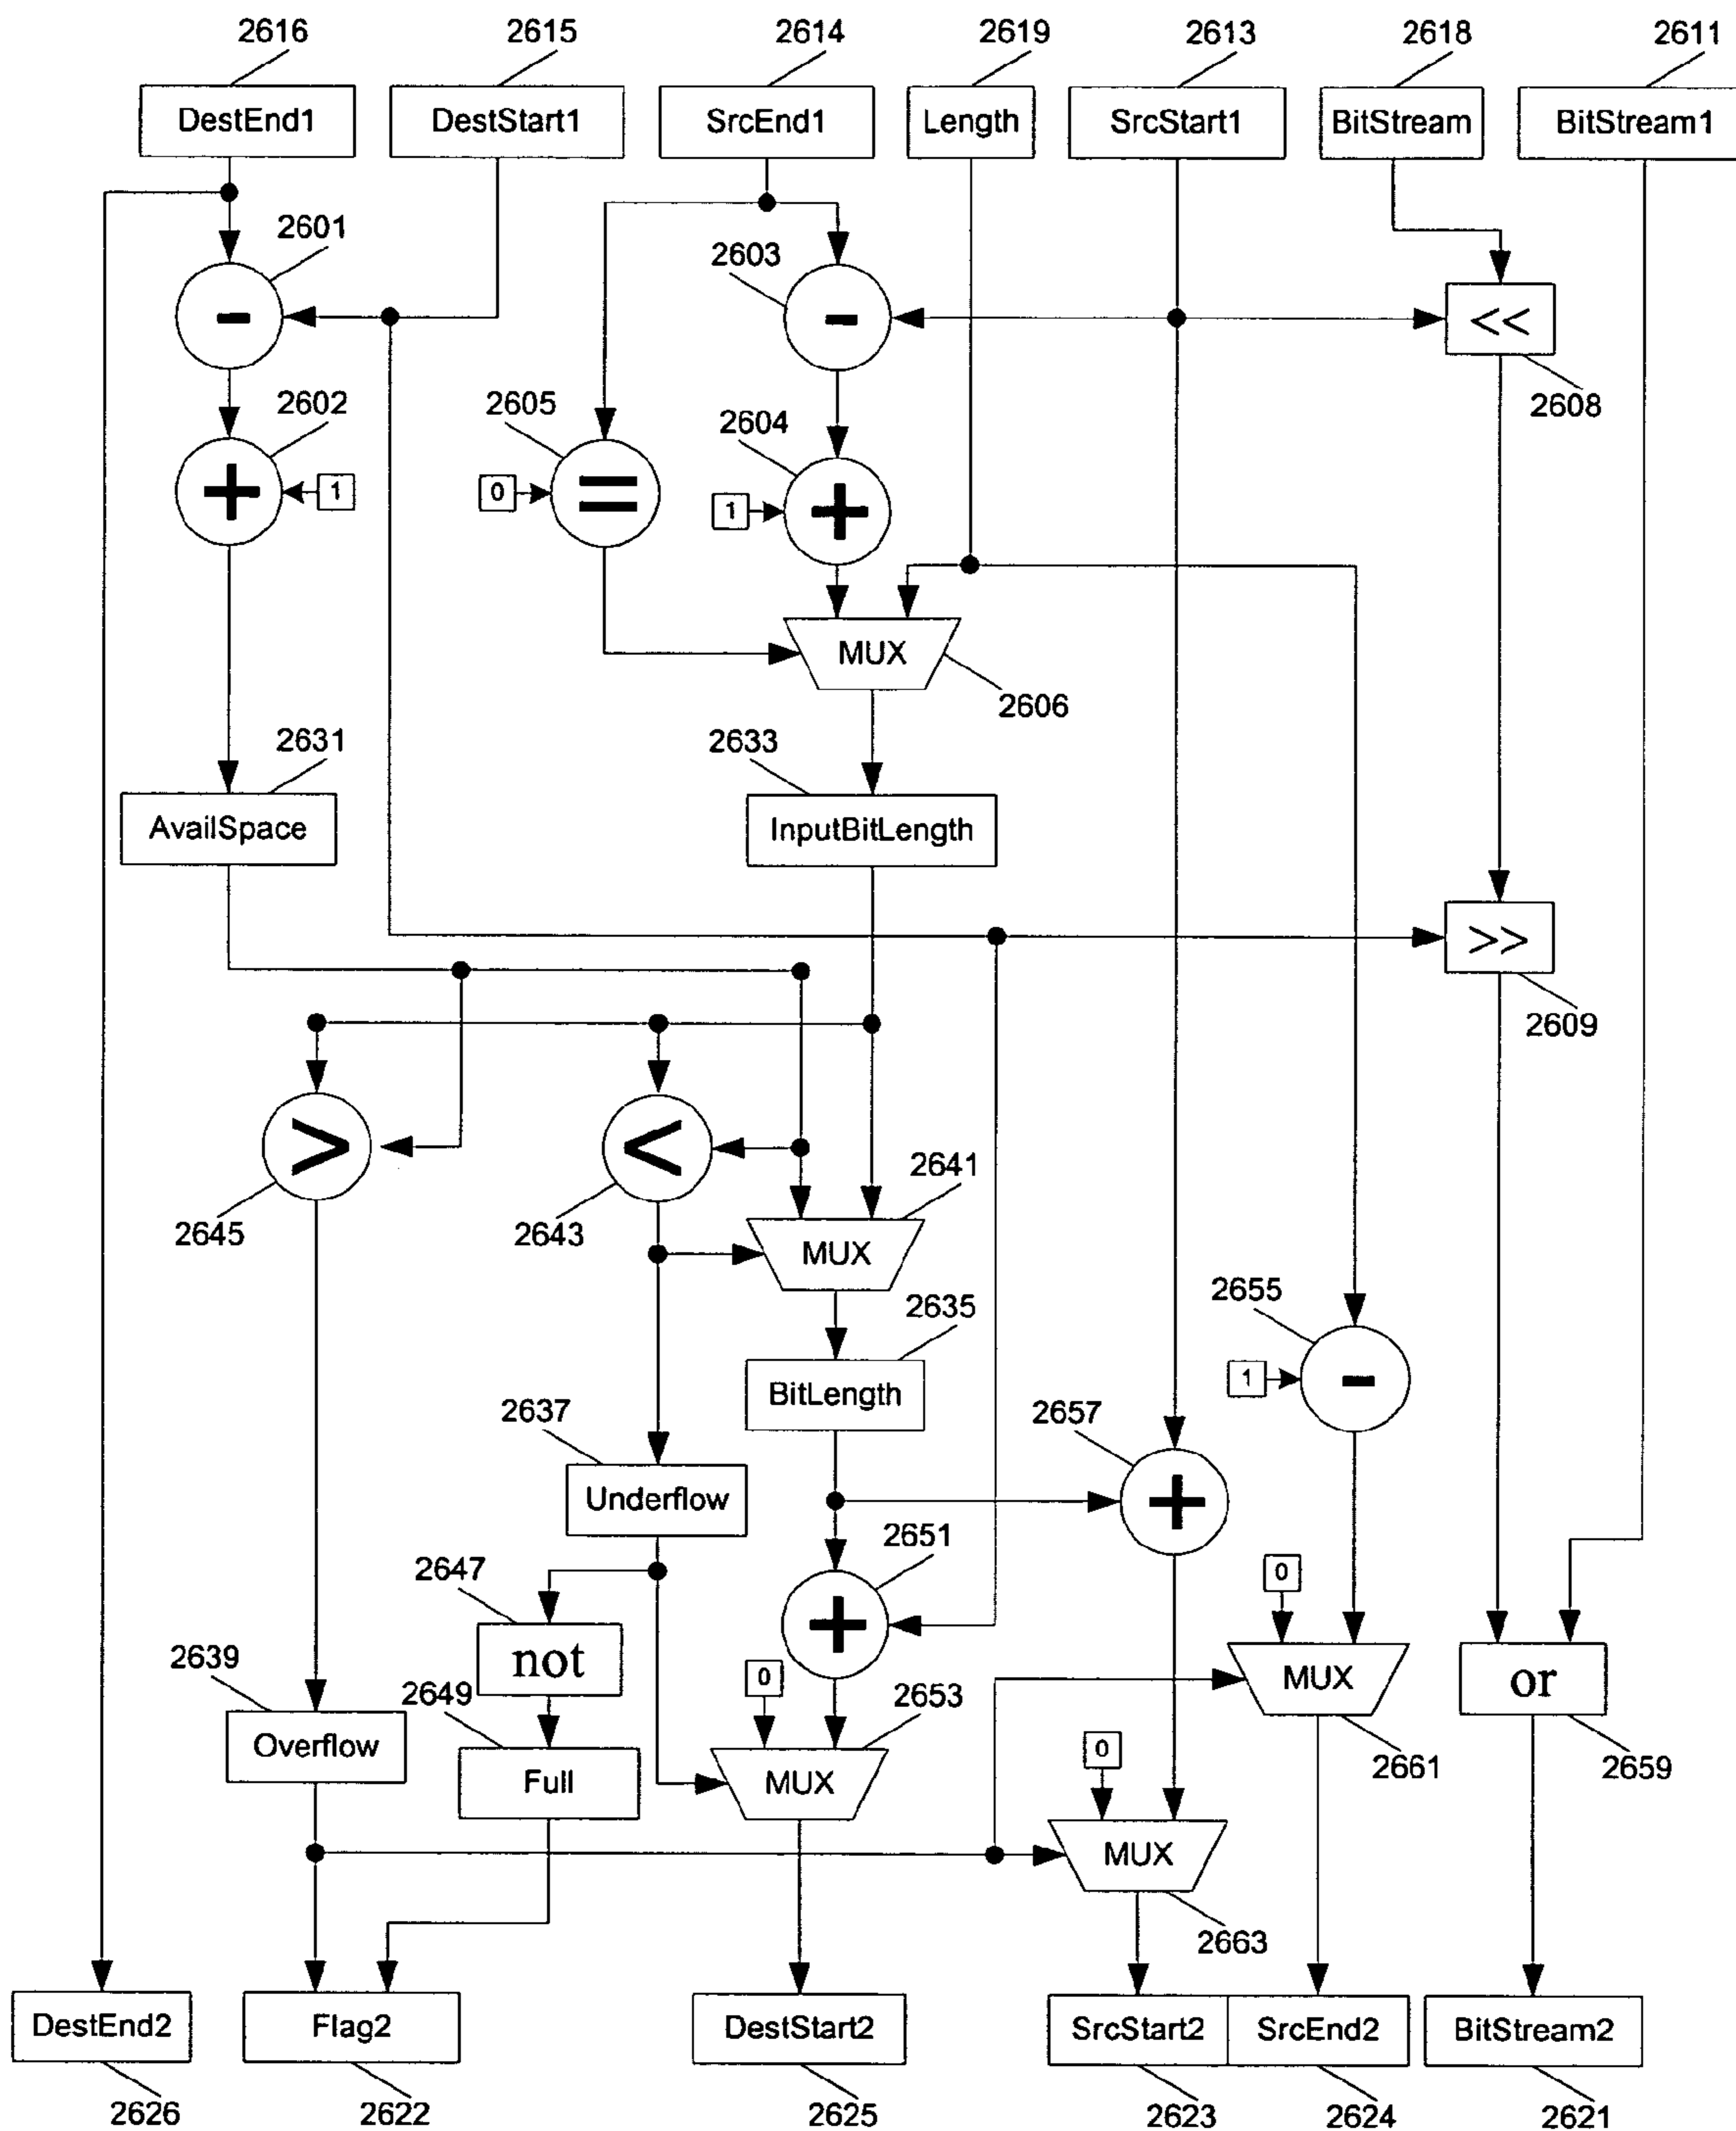 2616 2615 2614 2619 2613 2618 2611
DestEnd1 DestStart1 SrcEnd1 Length SrcStart1 BitStream BitStream1
2601
2603
- - <<
2602 2605 2604 2608
+ 1 0 = 1 +
MUX
2606
2631 2633
AvailSpace InputBitLength
>>
2609
> <
2641
2645 2643
MUX
2655
2635
1 -
BitLength
2637 2657
Underflow +
2651
2647 0
+
not
2639 0 MUX or
2649 2653
Overflow 0 2661 2659
Full MUX
MUX
2663
DestEnd2 Flag2 DestStart2 SrcStart2 SrcEnd2 BitStream2
2626 2622 2625 2623 2624 2621